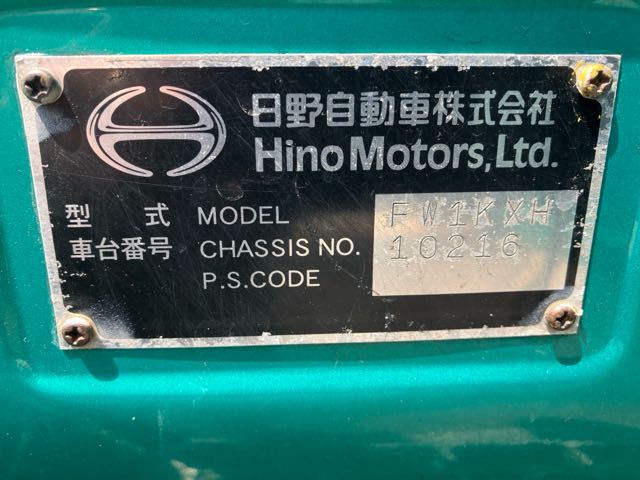 日野自動車株式会社
Hino Motors, Ltd.
型 式 MODEL FW1KXH
車台番号 CHASSIS NO. 10216
P.S.CODE